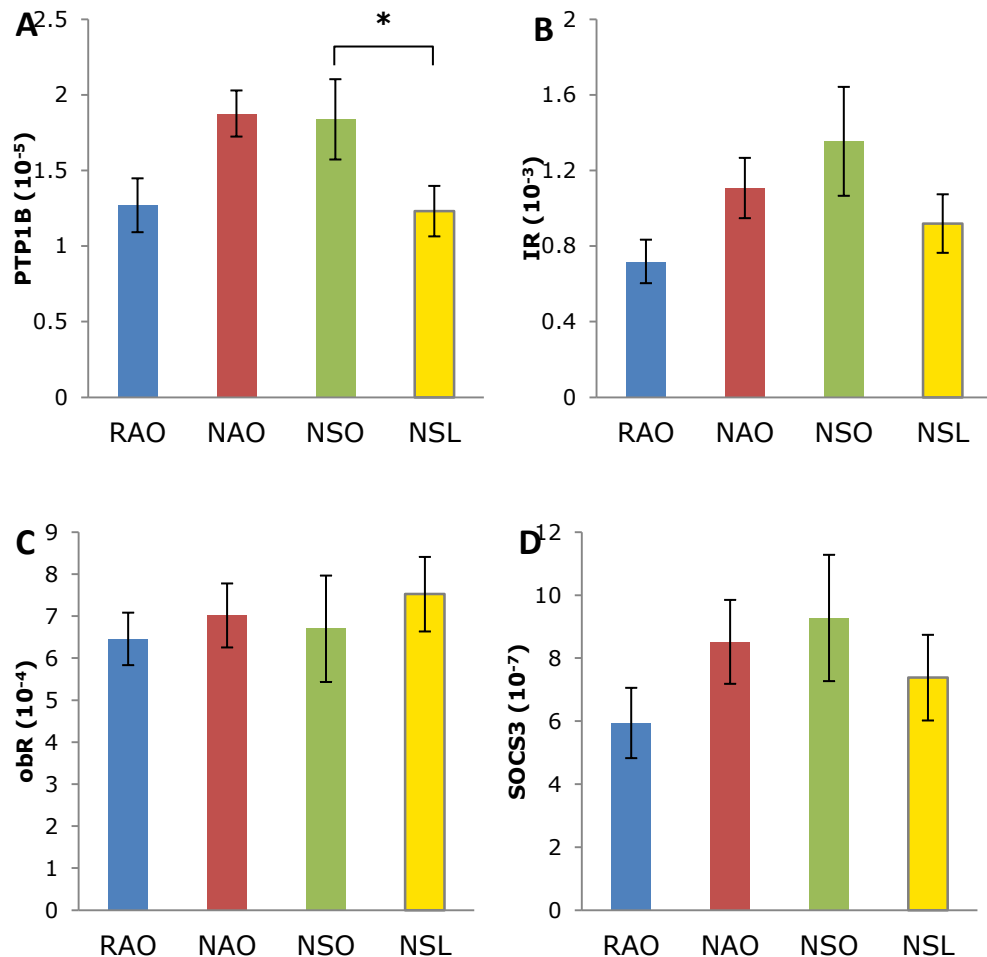 A
2.5
2
1.5
1
0.5
0
PTP1B (10⁻⁵)
*
RAO NAO NSO NSL
B
2
1.6
1.2
0.8
0.4
0
IR (10⁻³)
RAO NAO NSO NSL
C
9
8
7
6
5
4
3
2
1
0
obR (10⁻⁴)
RAO NAO NSO NSL
D
12
10
8
6
4
2
0
SOCS3 (10⁻⁷)
RAO NAO NSO NSL